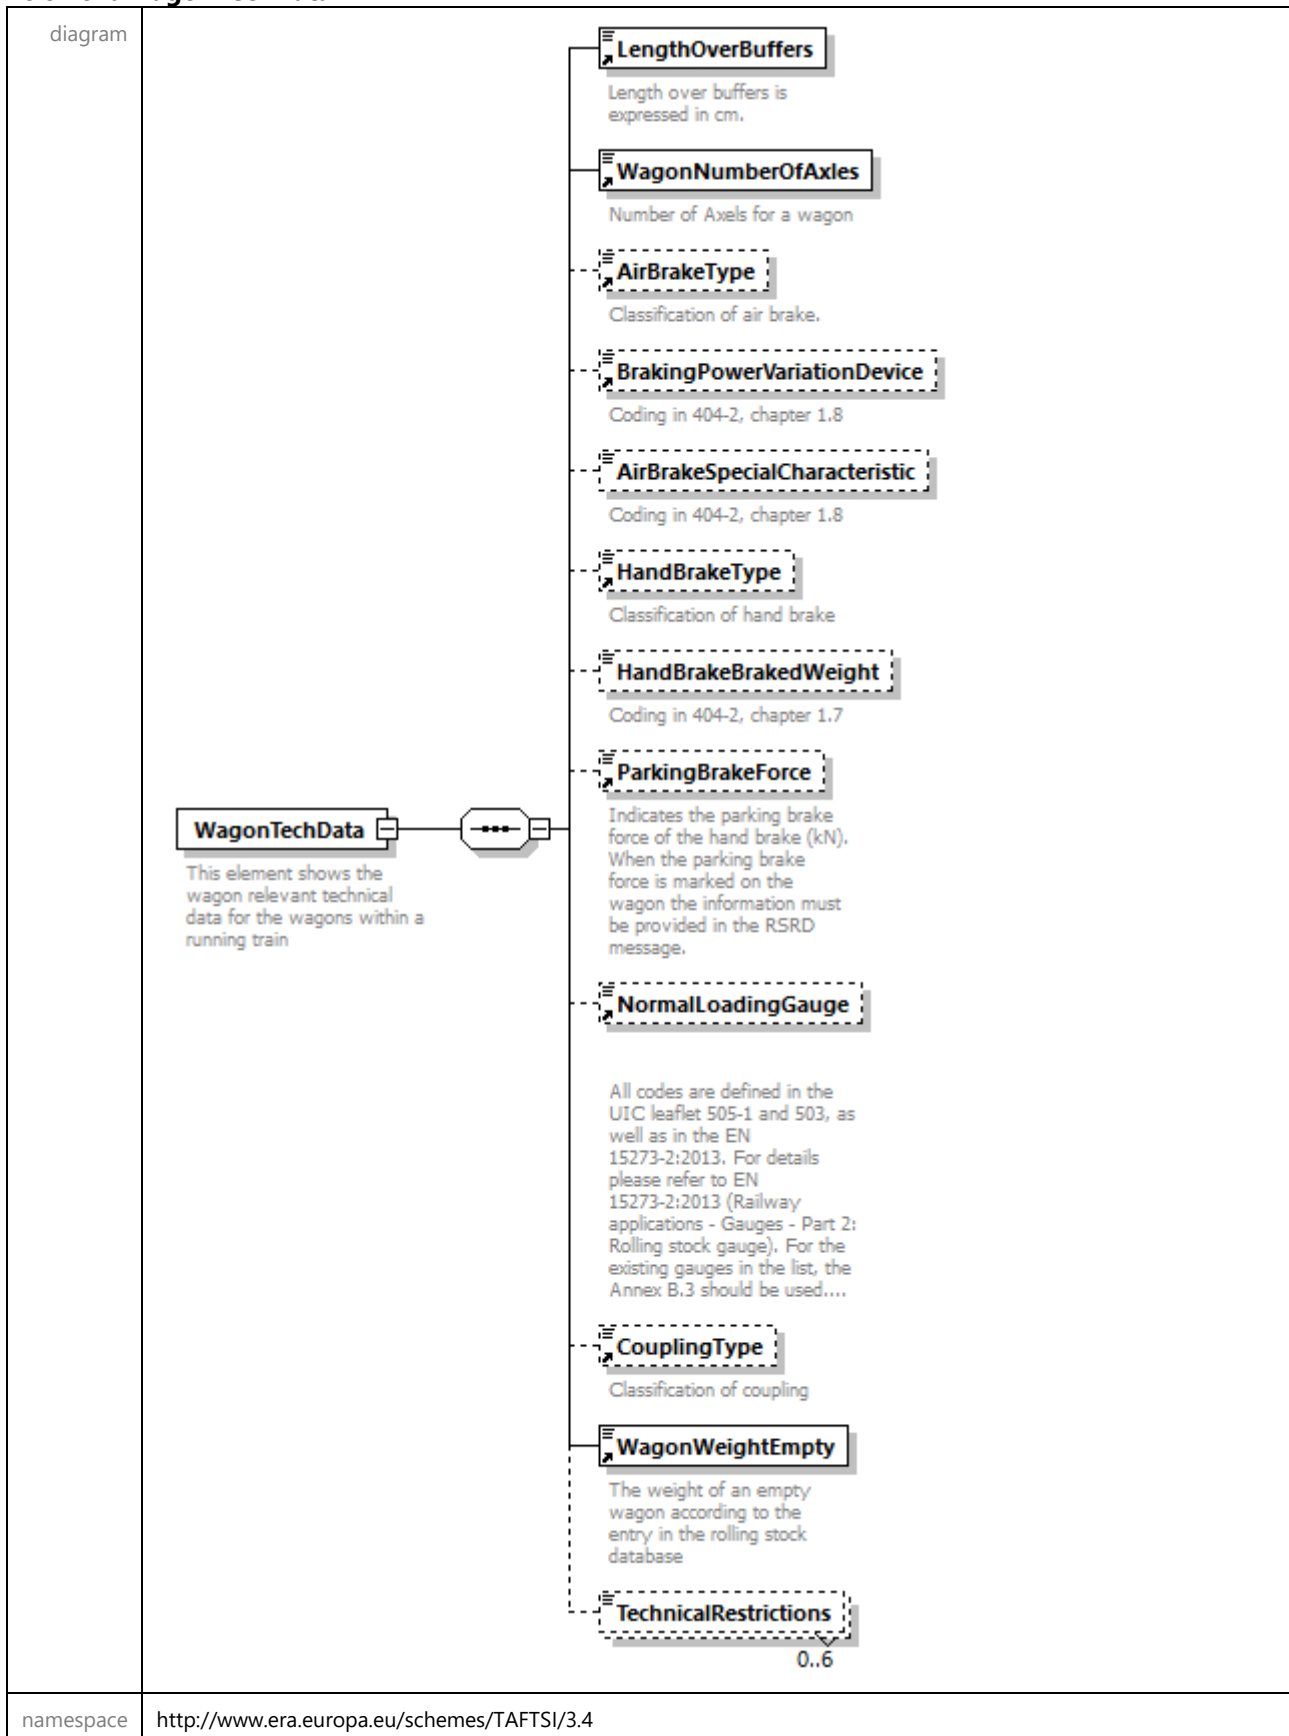 diagram
LengthOverBuffers
Length over buffers is
expressed in cm.
WagonNumberOfAxles
Number of Axels for a wagon
AirBrakeType
Classification of air brake.
BrakingPowerVariationDevice
Coding in 404-2, chapter 1.8
AirBrakeSpecialCharacteristic
Coding in 404-2, chapter 1.8
HandBrakeType
Classification of hand brake
HandBrakeBrakedWeight
Coding in 404-2, chapter 1.7
ParkingBrakeForce
Indicates the parking brake
force of the hand brake (kN).
When the parking brake
force is marked on the
wagon the information must
be provided in the RSRD
message.
WagonTechData
This element shows the
wagon relevant technical
data for the wagons within a
running train
NormalLoadingGauge
All codes are defined in the
UIC leaflet 505-1 and 503, as
well as in the EN
15273-2:2013. For details
please refer to EN
15273-2:2013 (Railway
applications - Gauges - Part 2:
Rolling stock gauge). For the
existing gauges in the list, the
Annex B.3 should be used....
CouplingType
Classification of coupling
WagonWeightEmpty
The weight of an empty
wagon according to the
entry in the rolling stock
database
TechnicalRestrictions
0..6
namespace
http://www.era.europa.eu/schemes/TAFTSI/3.4